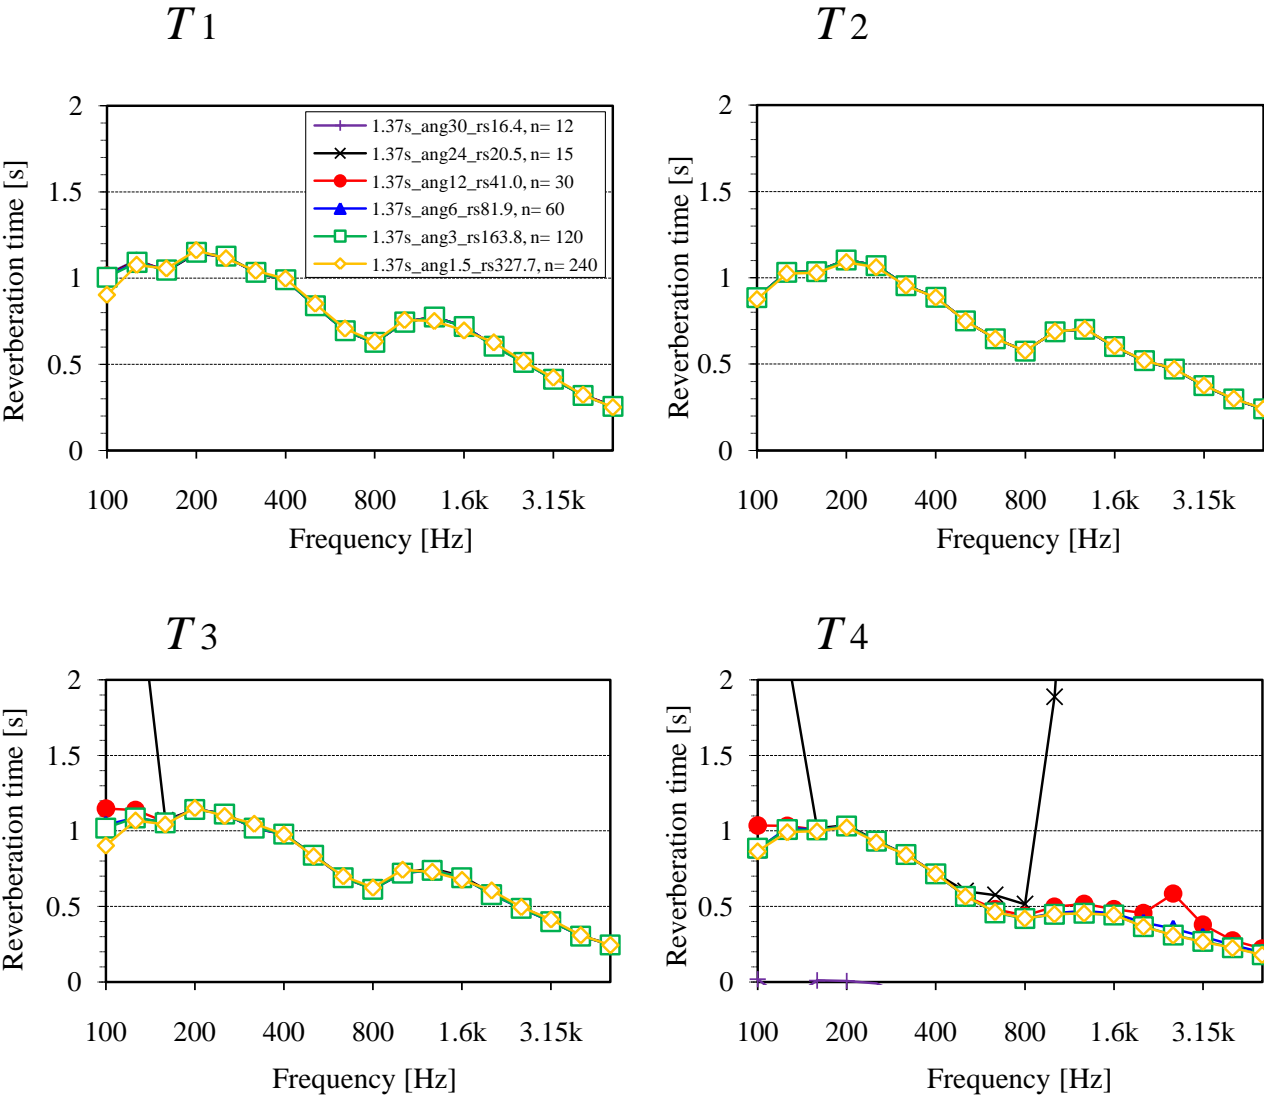 T 1
2
1.5
1
0.5
0
Reverberation time [s]
1.37s_ang30_rs16.4, n= 12
1.37s_ang24_rs20.5, n= 15
1.37s_ang12_rs41.0, n= 30
1.37s_ang6_rs81.9, n= 60
1.37s_ang3_rs163.8, n= 120
1.37s_ang1.5_rs327.7, n= 240
100 200 400 800 1.6k 3.15k
Frequency [Hz]
T 2
2
1.5
1
0.5
0
Reverberation time [s]
100 200 400 800 1.6k 3.15k
Frequency [Hz]
T 3
2
1.5
1
0.5
0
Reverberation time [s]
100 200 400 800 1.6k 3.15k
Frequency [Hz]
T 4
2
1.5
1
0.5
0
Reverberation time [s]
100 200 400 800 1.6k 3.15k
Frequency [Hz]